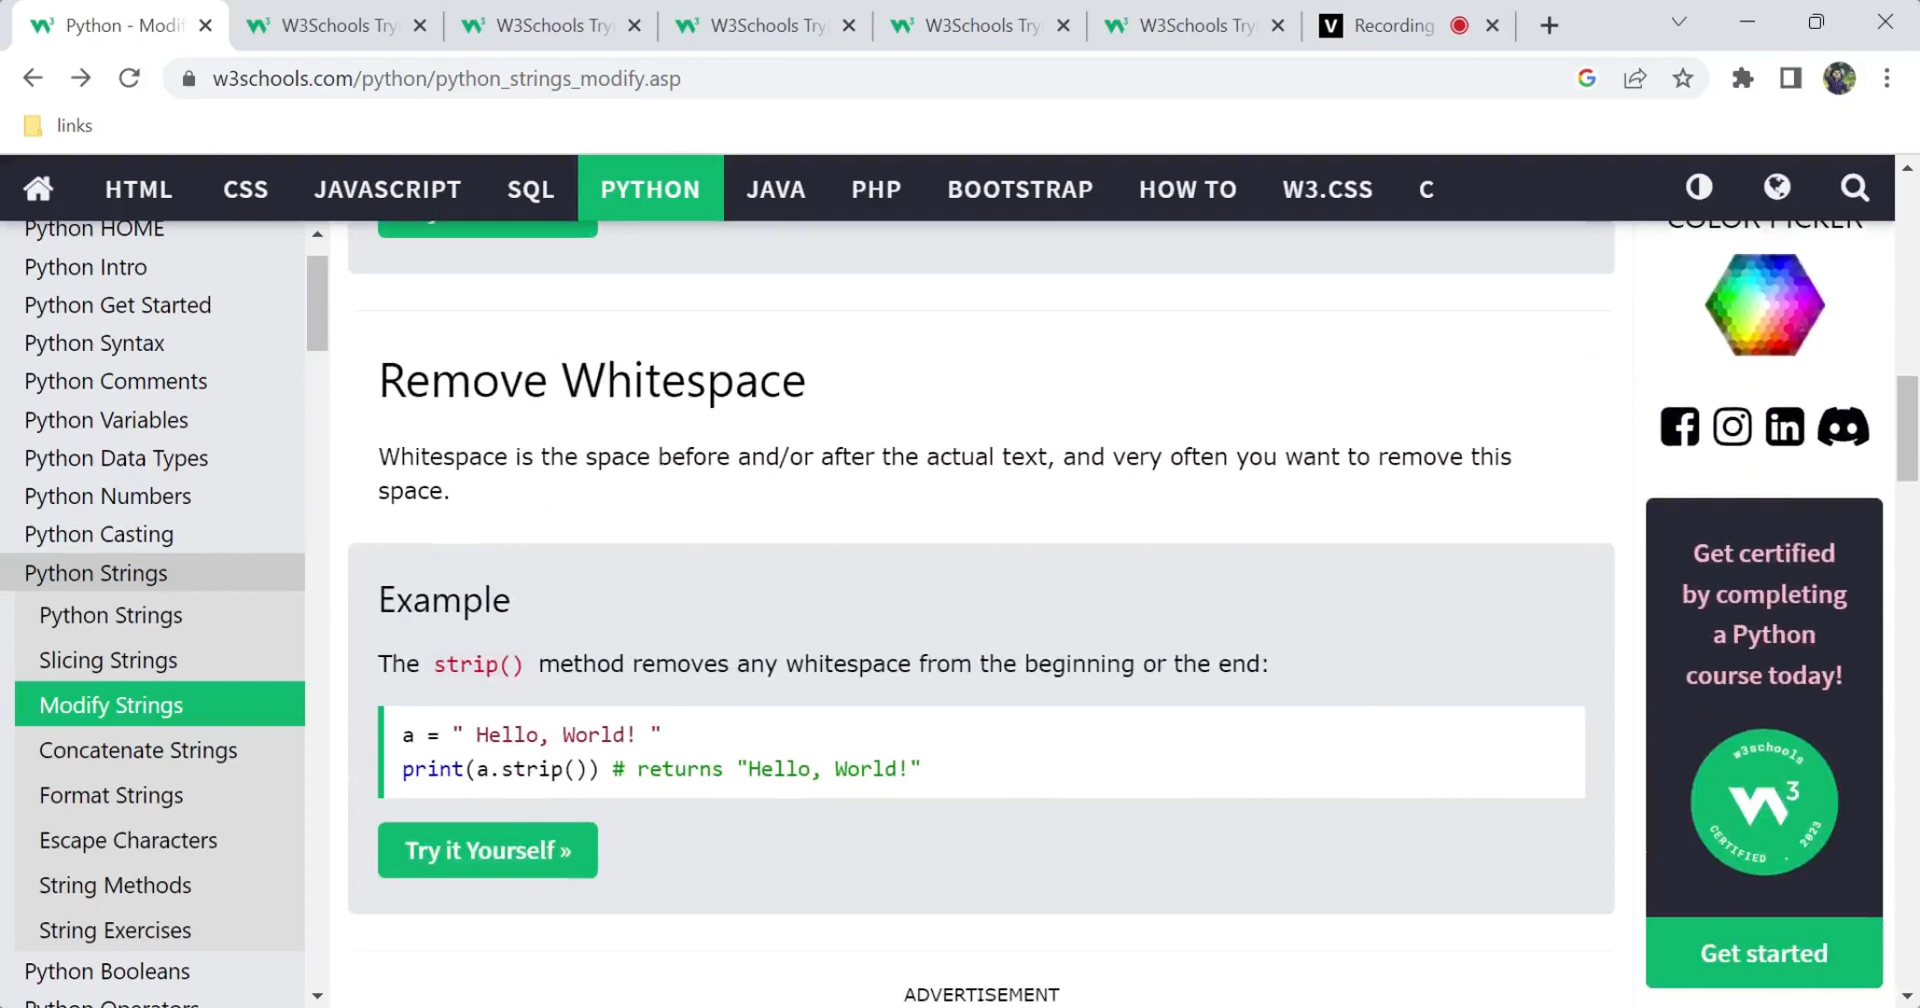 Python - Modif
W3Schools Try
W3Schools Try
W3Schools Try
W3Schools Try
W3Schools Try
Recording
w3schools.com/python/python_strings_modify.asp
links
HTML CSS JAVASCRIPT SQL PYTHON JAVA PHP BOOTSTRAP HOW TO W3.CSS C
Python HOME
Python Intro
Python Get Started
Python Syntax
Python Comments
Python Variables
Python Data Types
Python Numbers
Python Casting
Python Strings
Python Strings
Slicing Strings
Modify Strings
Concatenate Strings
Format Strings
Escape Characters
String Methods
String Exercises
Python Booleans
Python Operators
Remove Whitespace
Whitespace is the space before and/or after the actual text, and very often you want to remove this
space.
Example
The strip() method removes any whitespace from the beginning or the end:
a = " Hello, World! "
print(a.strip()) # returns "Hello, World!"
Try it Yourself »
ADVERTISEMENT
COLOR PICKER
Get certified
by completing
a Python
course today!
w3schools
CERTIFIED . 2023
Get started